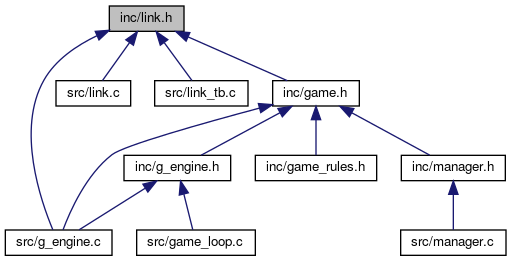 inc/link.h
src/link.c
src/link_tb.c
inc/game.h
inc/g_engine.h
inc/game_rules.h
inc/manager.h
src/g_engine.c
src/game_loop.c
src/manager.c